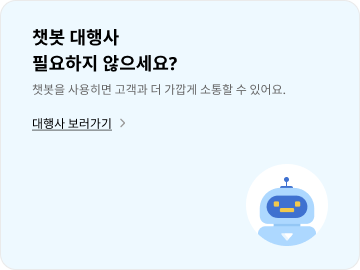 챗봇 대행사
필요하지 않으세요?
챗봇을 사용히면 고객과 더 가깝게 소통할 수 있어요.
대행사 보러가기